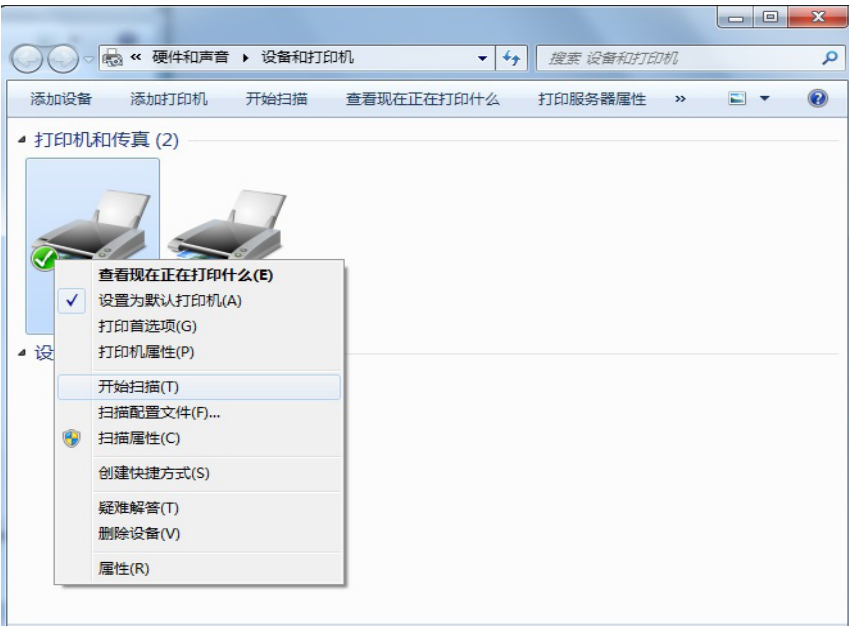 « 硬件和声音 ▸ 设备和打印机
搜索 设备和打印机
添加设备 添加打印机 开始扫描 查看现在正在打印什么 打印服务器属性 »
打印机和传真 (2)
查看现在正在打印什么(E)
设置为默认打印机(A)
打印首选项(G)
打印机属性(P)
设
开始扫描(T)
扫描配置文件(F)...
扫描属性(C)
创建快捷方式(S)
疑难解答(T)
删除设备(V)
属性(R)